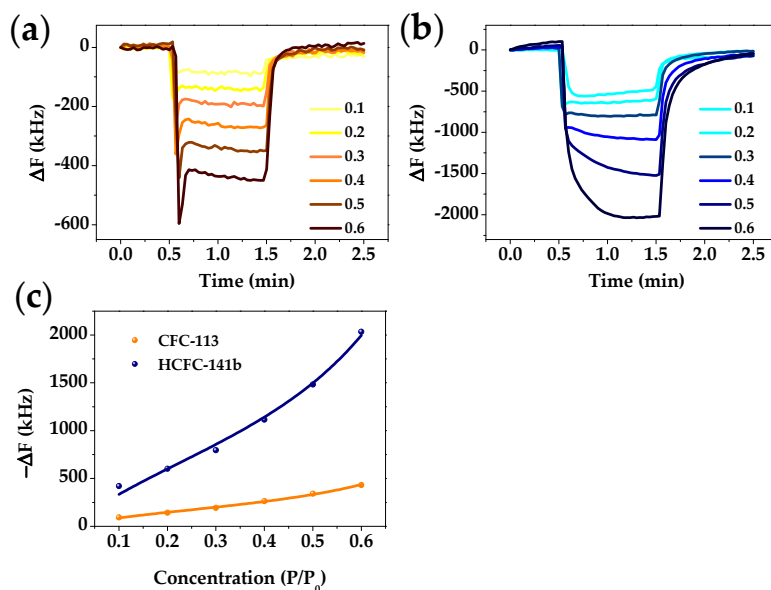 (a)
ΔF (kHz)
0
-200
-400
-600
0.0 0.5 1.0 1.5 2.0 2.5
Time (min)
0.1
0.2
0.3
0.4
0.5
0.6
(b)
ΔF (kHz)
0
-500
-1000
-1500
-2000
0.0 0.5 1.0 1.5 2.0 2.5
Time (min)
0.1
0.2
0.3
0.4
0.5
0.6
(c)
−ΔF (kHz)
2000
1500
1000
500
0
CFC-113
HCFC-141b
0.1 0.2 0.3 0.4 0.5 0.6
Concentration (P/P0)